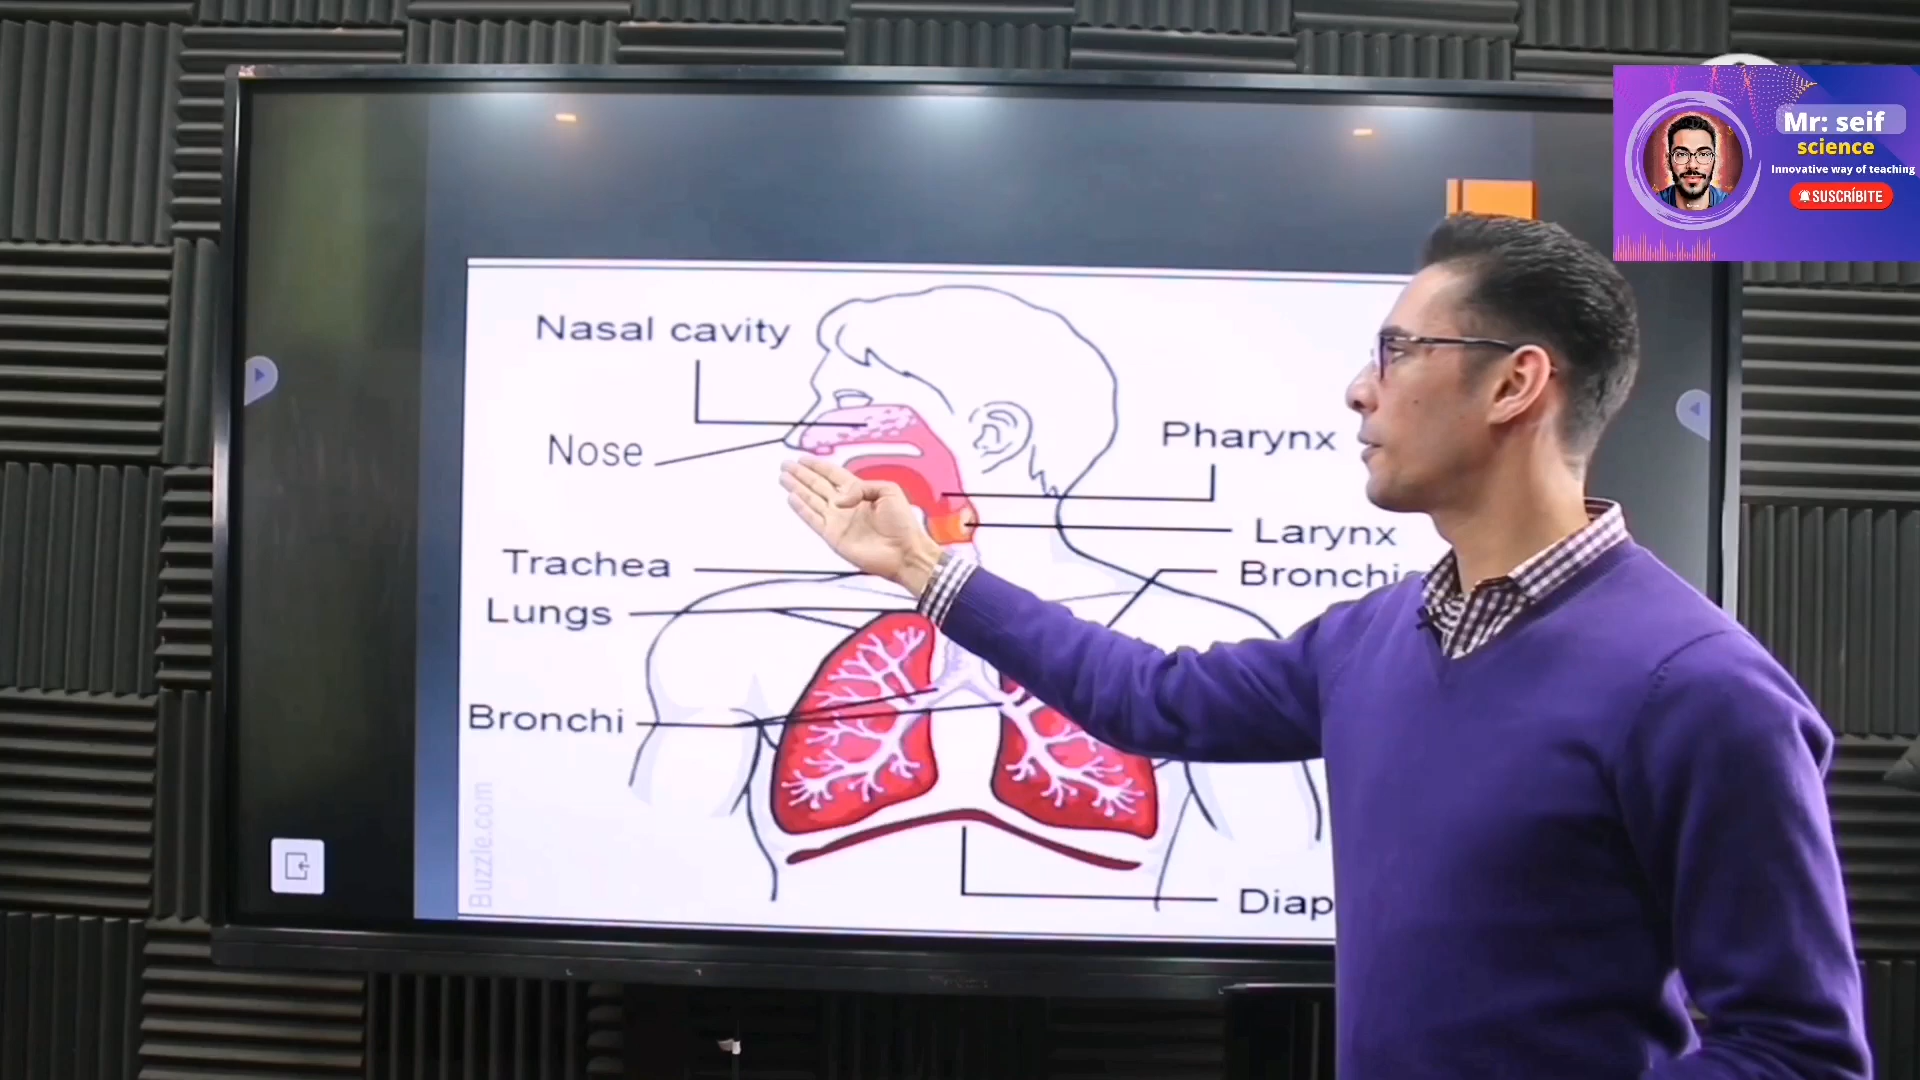 Mr: seif
science
Innovative way of teaching
SUSCRÍBITE
Nasal cavity
Nose
Pharynx
Larynx
Trachea
Bronchi
Lungs
Bronchi
Diap
Buzzle.com